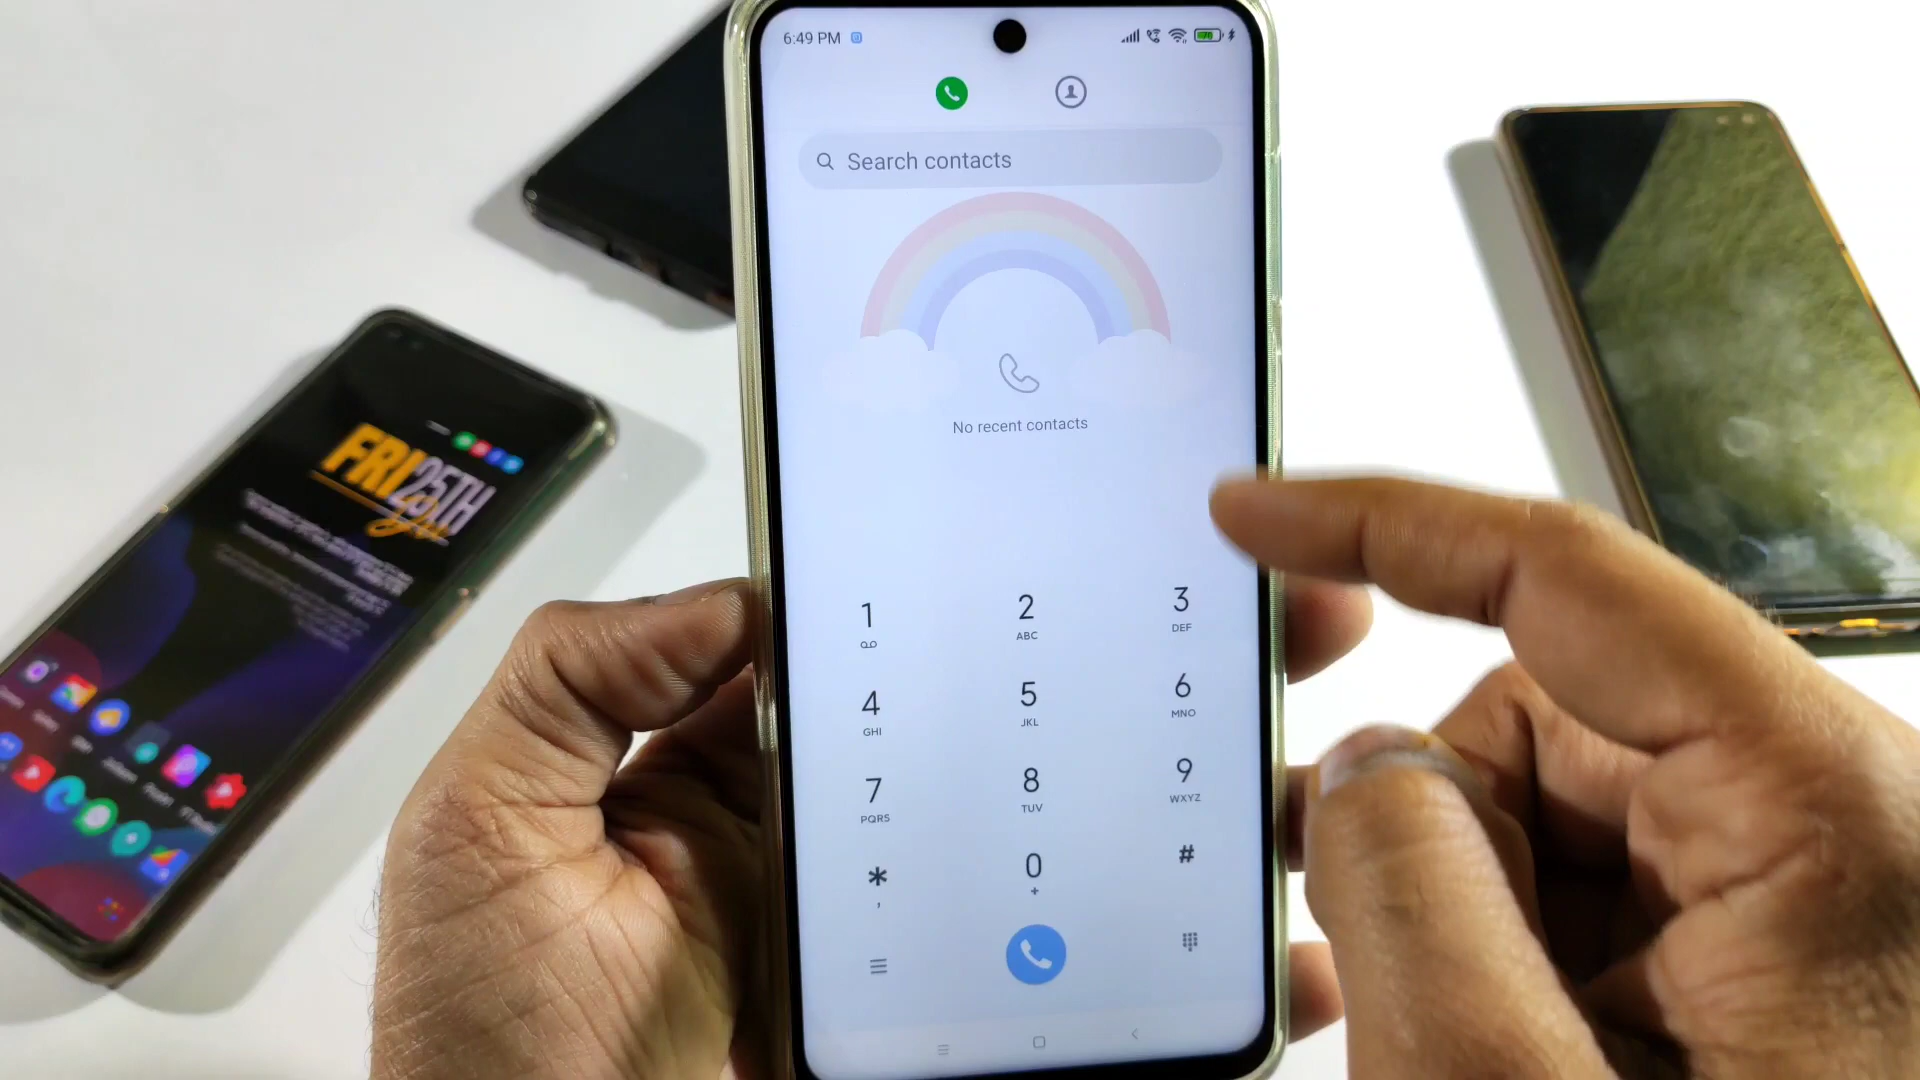 6:49 PM
Search contacts
No recent contacts
1 2 3
ABC DEF
4 5 6
GHI JKL MNO
7 8 9
PQRS TUV WXYZ
* 0 #
, +
FRI 25TH